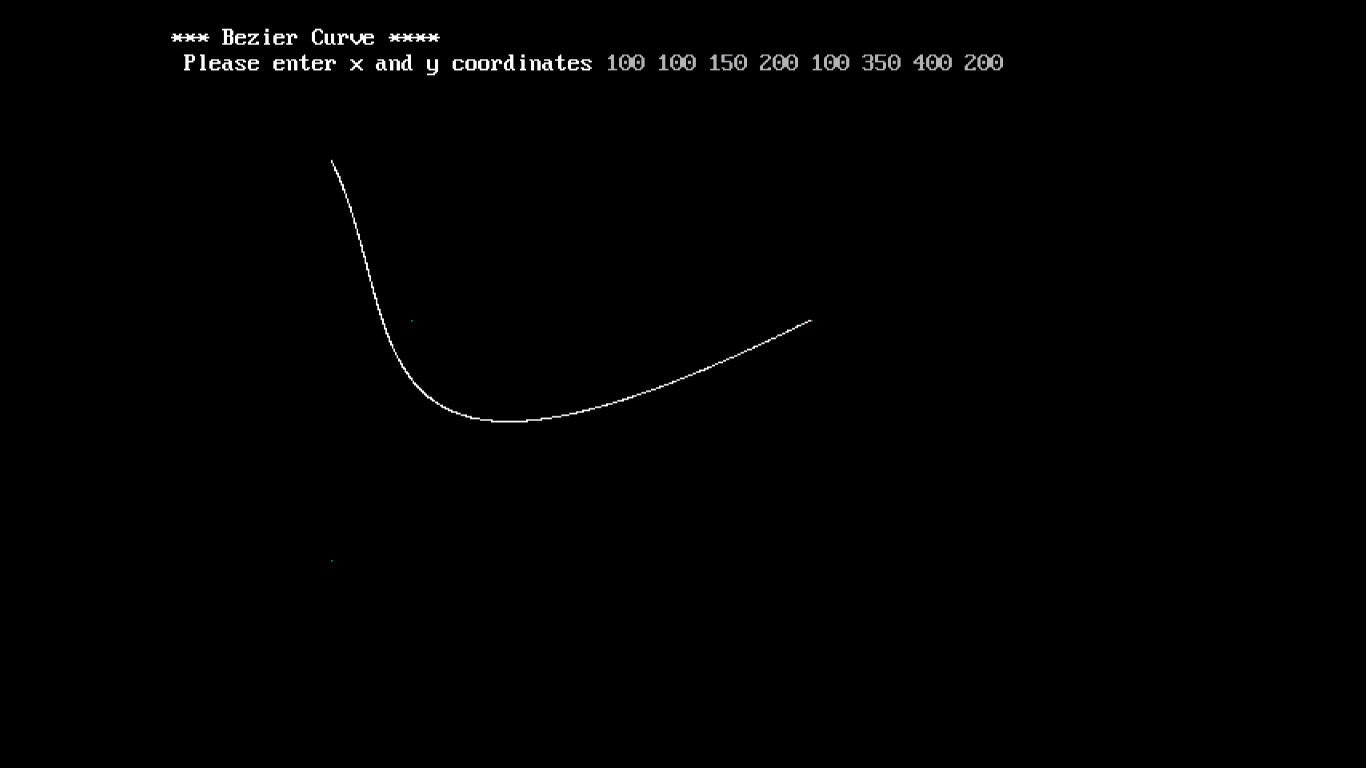 *** Bezier Curve ****
Please enter x and y coordinates 100 100 150 200 100 350 400 200